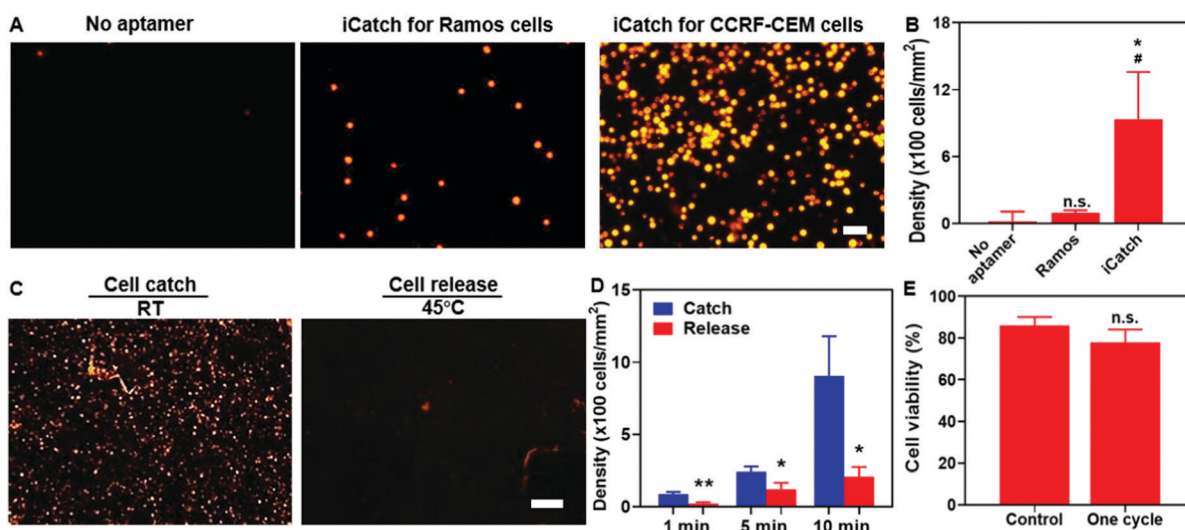 A
No aptamer
iCatch for Ramos cells
iCatch for CCRF-CEM cells
B
Density (x100 cells/mm²)
18
12
6
0
n.s.
*
#
No
aptamer
Ramos
iCatch
C
Cell catch
RT
Cell release
45°C
D
Density (x100 cells/mm²)
15
10
5
0
Catch
Release
**
*
*
1 min
5 min
10 min
E
Cell viability (%)
100
80
60
40
20
0
n.s.
Control
One cycle